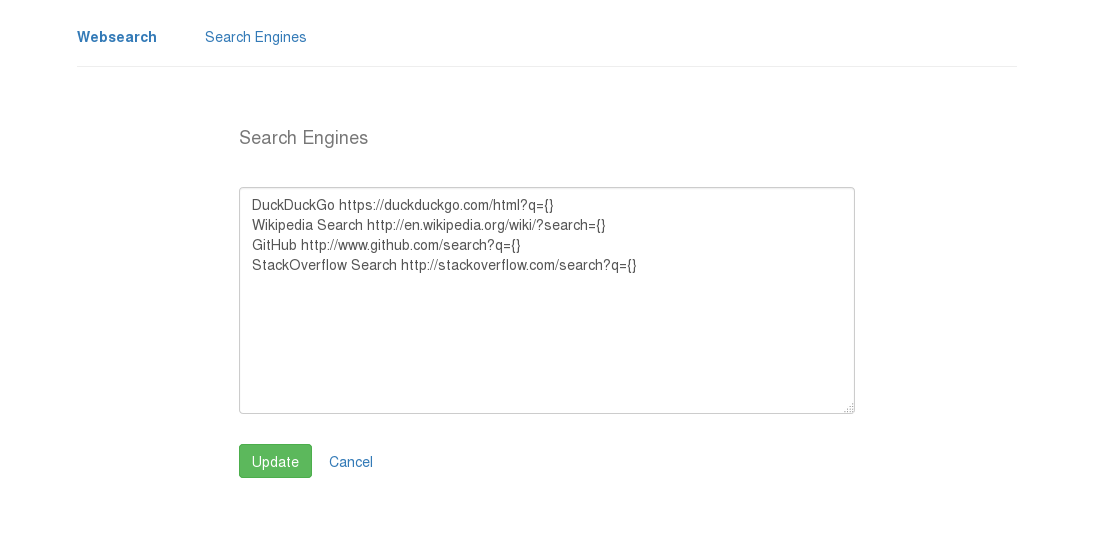 Websearch Search Engines
Search Engines
DuckDuckGo https://duckduckgo.com/html?q={}
Wikipedia Search http://en.wikipedia.org/wiki/?search={}
GitHub http://www.github.com/search?q={}
StackOverflow Search http://stackoverflow.com/search?q={}
Update Cancel